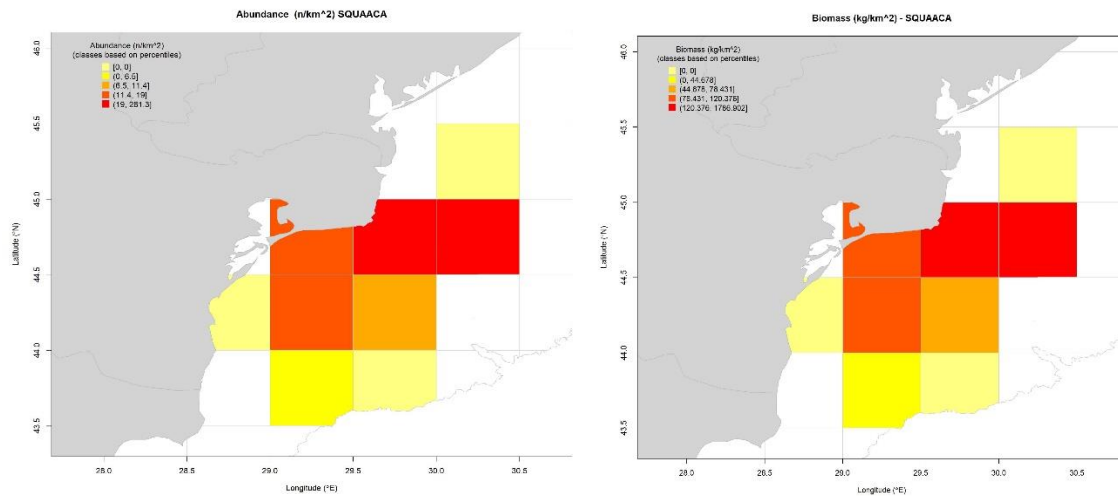 Abundance (n/km^2) SQUAACA
Abundance (n/km^2)
(classes based on percentiles)
[0, 0]
(0, 6.5]
(6.5, 11.4]
(11.4, 19]
(19, 281.3]
46.0
45.5
45.0
44.5
44.0
43.5
Latitude (°N)
28.0 28.5 29.0 29.5 30.0 30.5
Longitude (°E)
Biomass (kg/km^2) - SQUAACA
Biomass (kg/km^2)
(classes based on percentiles)
[0, 0]
(0, 44.678]
(44.678, 78.431]
(78.431, 120.376]
(120.376, 1786.902]
46.0
45.5
45.0
44.5
44.0
43.5
Latitude (°N)
28.0 28.5 29.0 29.5 30.0 30.5
Longitude (°E)